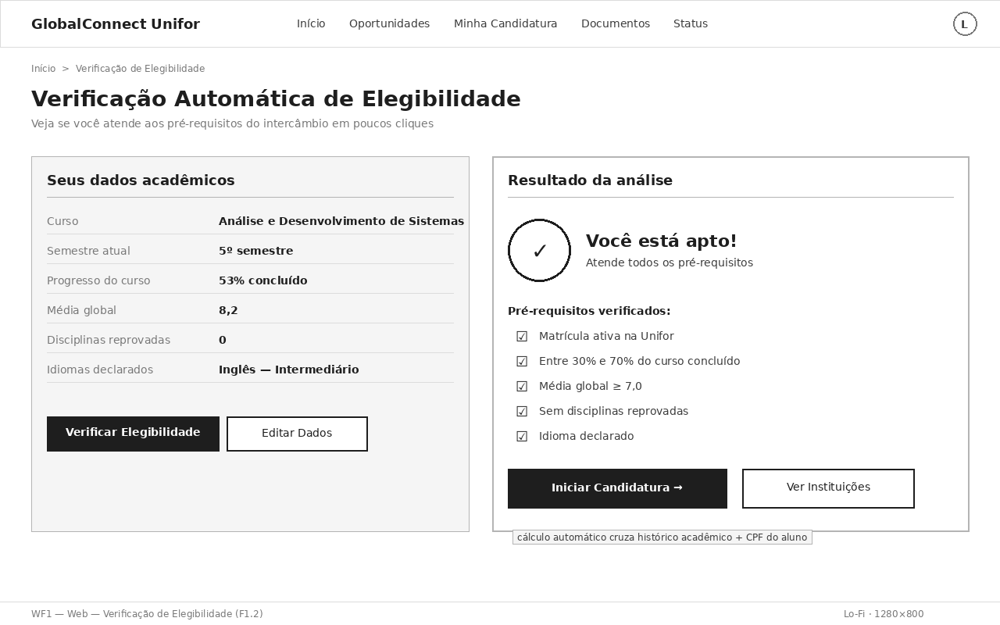 GlobalConnect Unifor
Início Oportunidades Minha Candidatura Documentos Status
L
Início > Verificação de Elegibilidade
Verificação Automática de Elegibilidade
Veja se você atende aos pré-requisitos do intercâmbio em poucos cliques
Seus dados acadêmicos
Curso Análise e Desenvolvimento de Sistemas
Semestre atual 5º semestre
Progresso do curso 53% concluído
Média global 8,2
Disciplinas reprovadas 0
Idiomas declarados Inglês — Intermediário
Verificar Elegibilidade Editar Dados
Resultado da análise
✓
Você está apto!
Atende todos os pré-requisitos
Pré-requisitos verificados:
☑ Matrícula ativa na Unifor
☑ Entre 30% e 70% do curso concluído
☑ Média global ≥ 7,0
☑ Sem disciplinas reprovadas
☑ Idioma declarado
Iniciar Candidatura → Ver Instituições
cálculo automático cruza histórico acadêmico + CPF do aluno
WF1 — Web — Verificação de Elegibilidade (F1.2) Lo-Fi · 1280×800